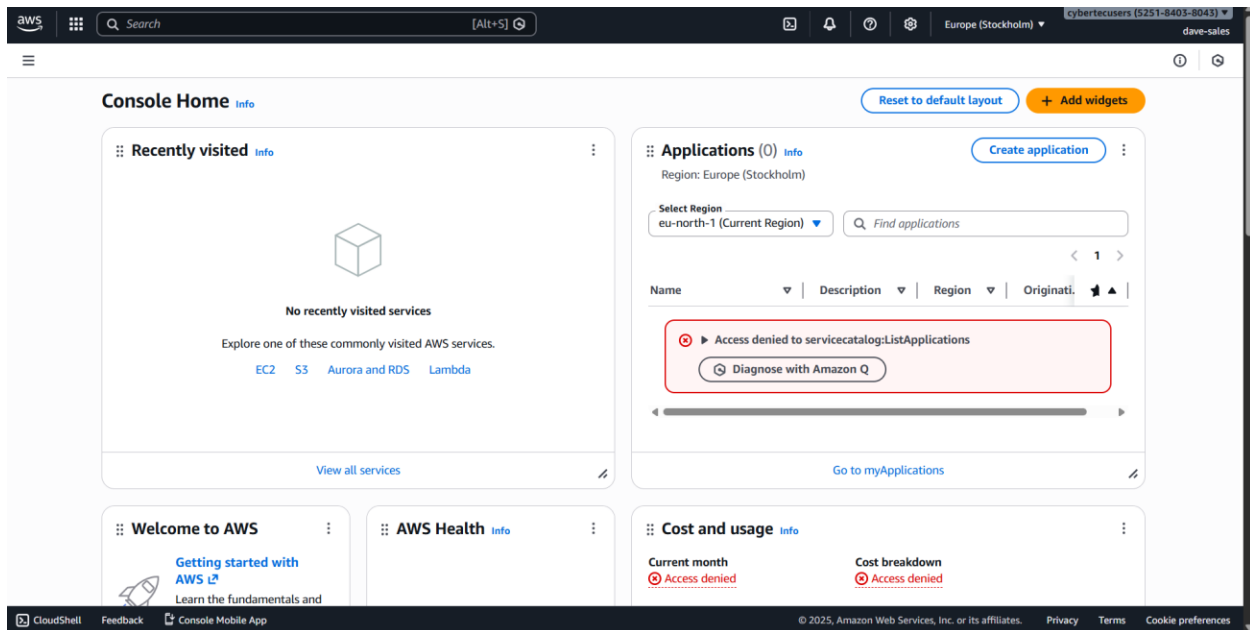 aws
Search [Alt+S]
Europe (Stockholm)
cybertecusers (5251-8403-8043)
dave-sales
Console Home Info
Reset to default layout
+ Add widgets
Recently visited Info
No recently visited services
Explore one of these commonly visited AWS services.
EC2 S3 Aurora and RDS Lambda
View all services
Applications (0) Info
Create application
Region: Europe (Stockholm)
Select Region
eu-north-1 (Current Region)
Find applications
1
Name Description Region Originati.
Access denied to servicecatalog:ListApplications
Diagnose with Amazon Q
Go to myApplications
Welcome to AWS
Getting started with
AWS
Learn the fundamentals and
AWS Health Info
Cost and usage Info
Current month
Access denied
Cost breakdown
Access denied
CloudShell Feedback Console Mobile App
© 2025, Amazon Web Services, Inc. or its affiliates. Privacy Terms Cookie preferences